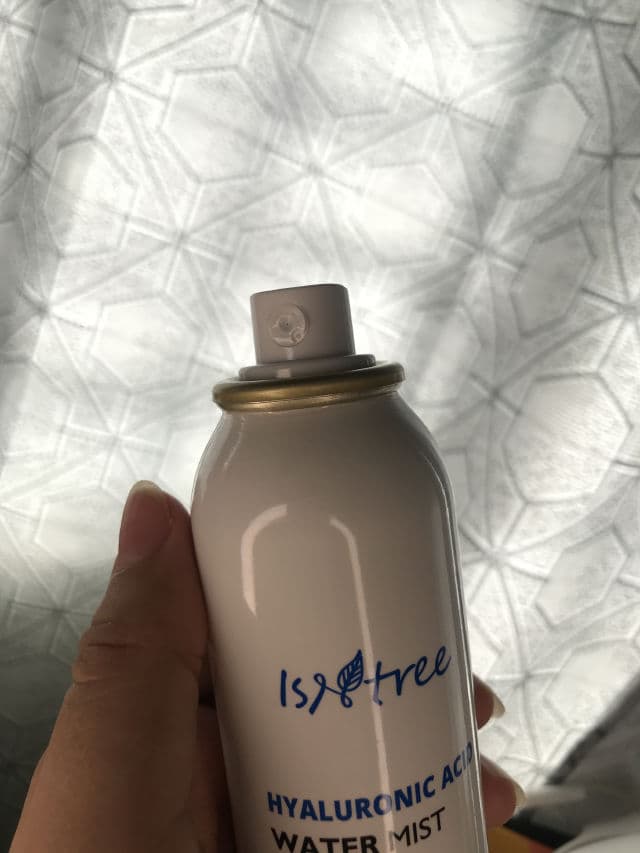 Isntree
HYALURONIC ACID
WATER MIST